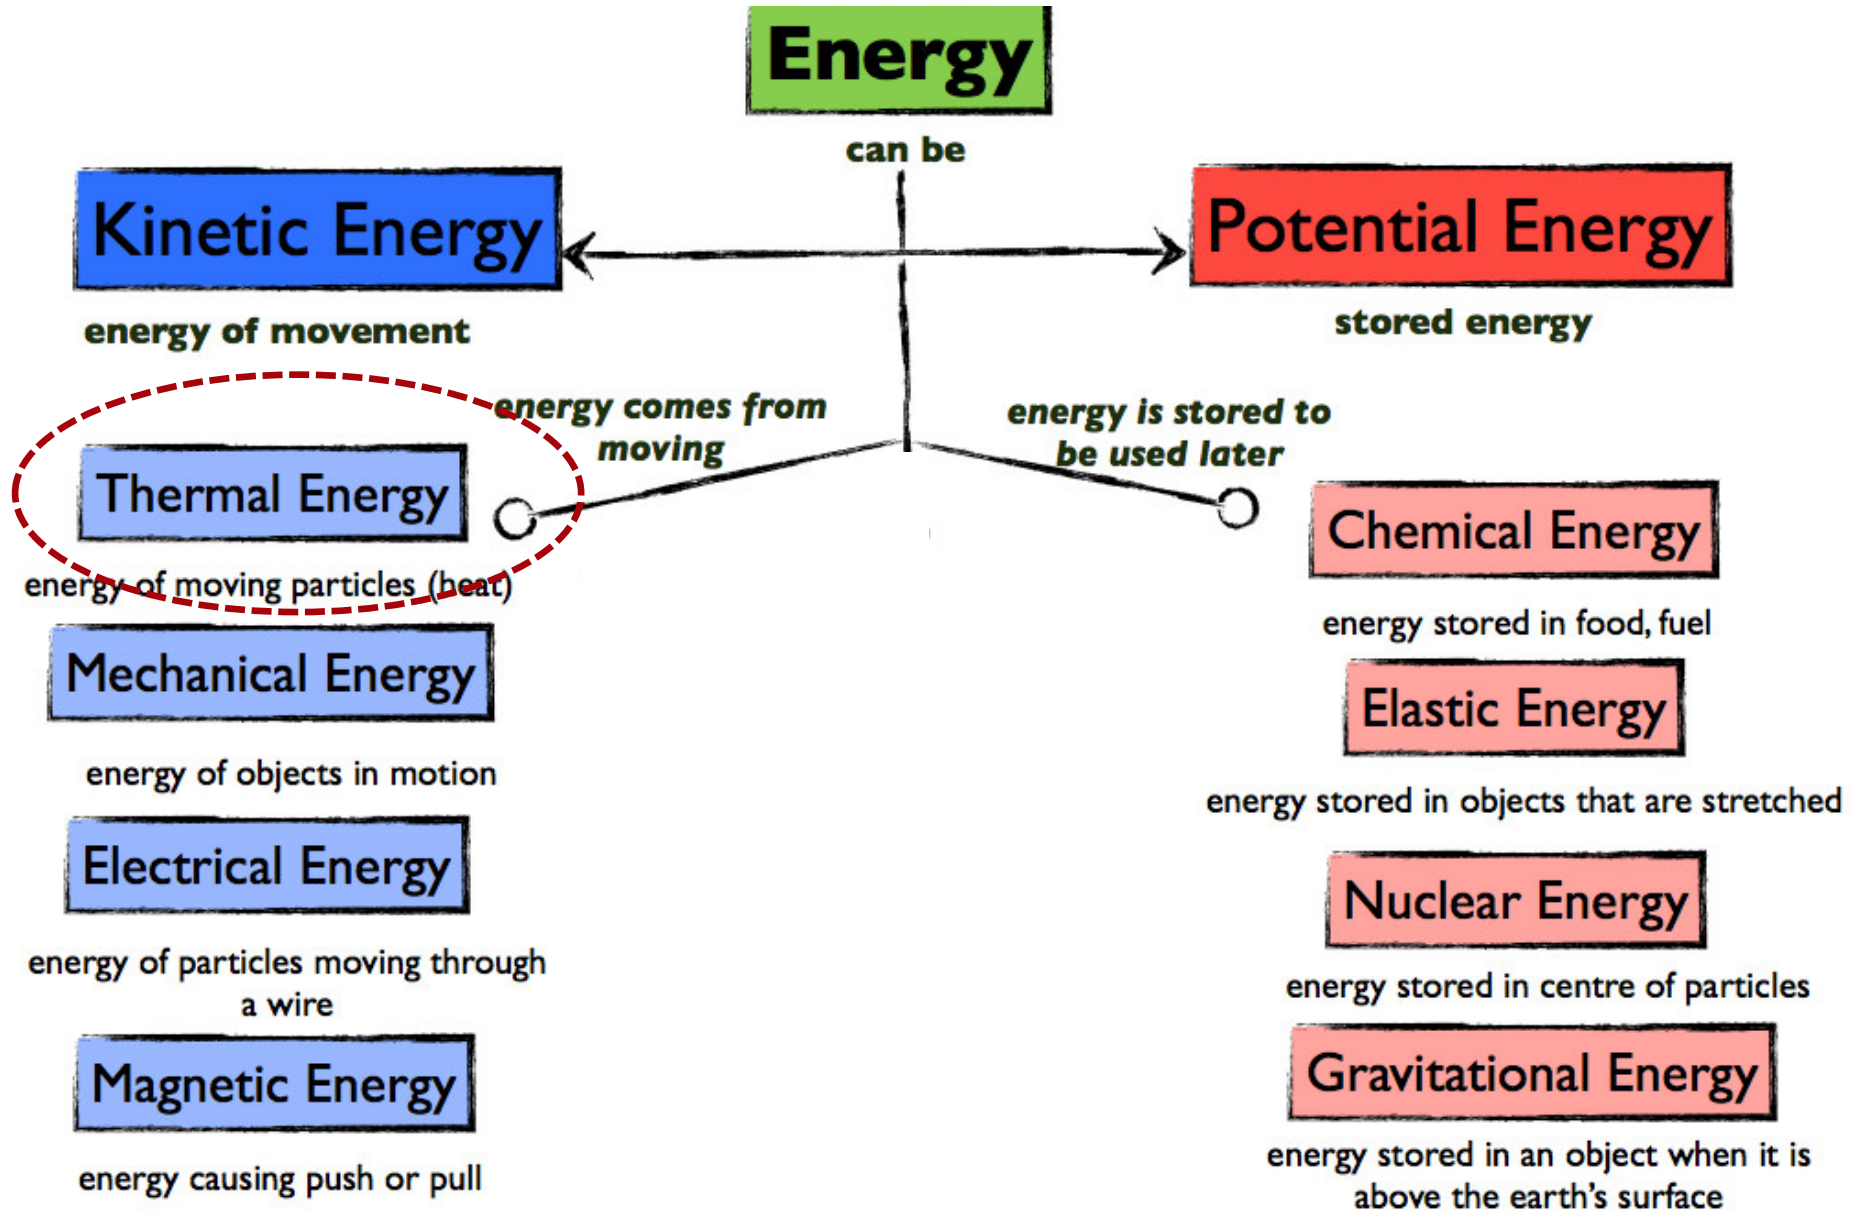 Energy
can be
Kinetic Energy
energy of movement
Potential Energy
stored energy
energy comes from
moving
energy is stored to
be used later
Thermal Energy
energy of moving particles (heat)
Mechanical Energy
energy of objects in motion
Electrical Energy
energy of particles moving through
a wire
Magnetic Energy
energy causing push or pull
Chemical Energy
energy stored in food, fuel
Elastic Energy
energy stored in objects that are stretched
Nuclear Energy
energy stored in centre of particles
Gravitational Energy
energy stored in an object when it is
above the earth's surface